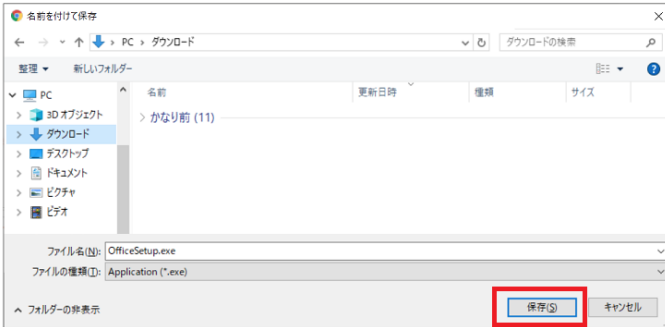 名前を付けて保存
PC › ダウンロード ダウンロードの検索
整理 新しいフォルダー
PC 名前 更新日時 種類 サイズ
3D オブジェクト かなり前 (11)
ダウンロード
デスクトップ
ドキュメント
ピクチャ
ビデオ
ファイル名(N): OfficeSetup.exe
ファイルの種類(T): Application (*.exe)
フォルダーの非表示 保存(S) キャンセル